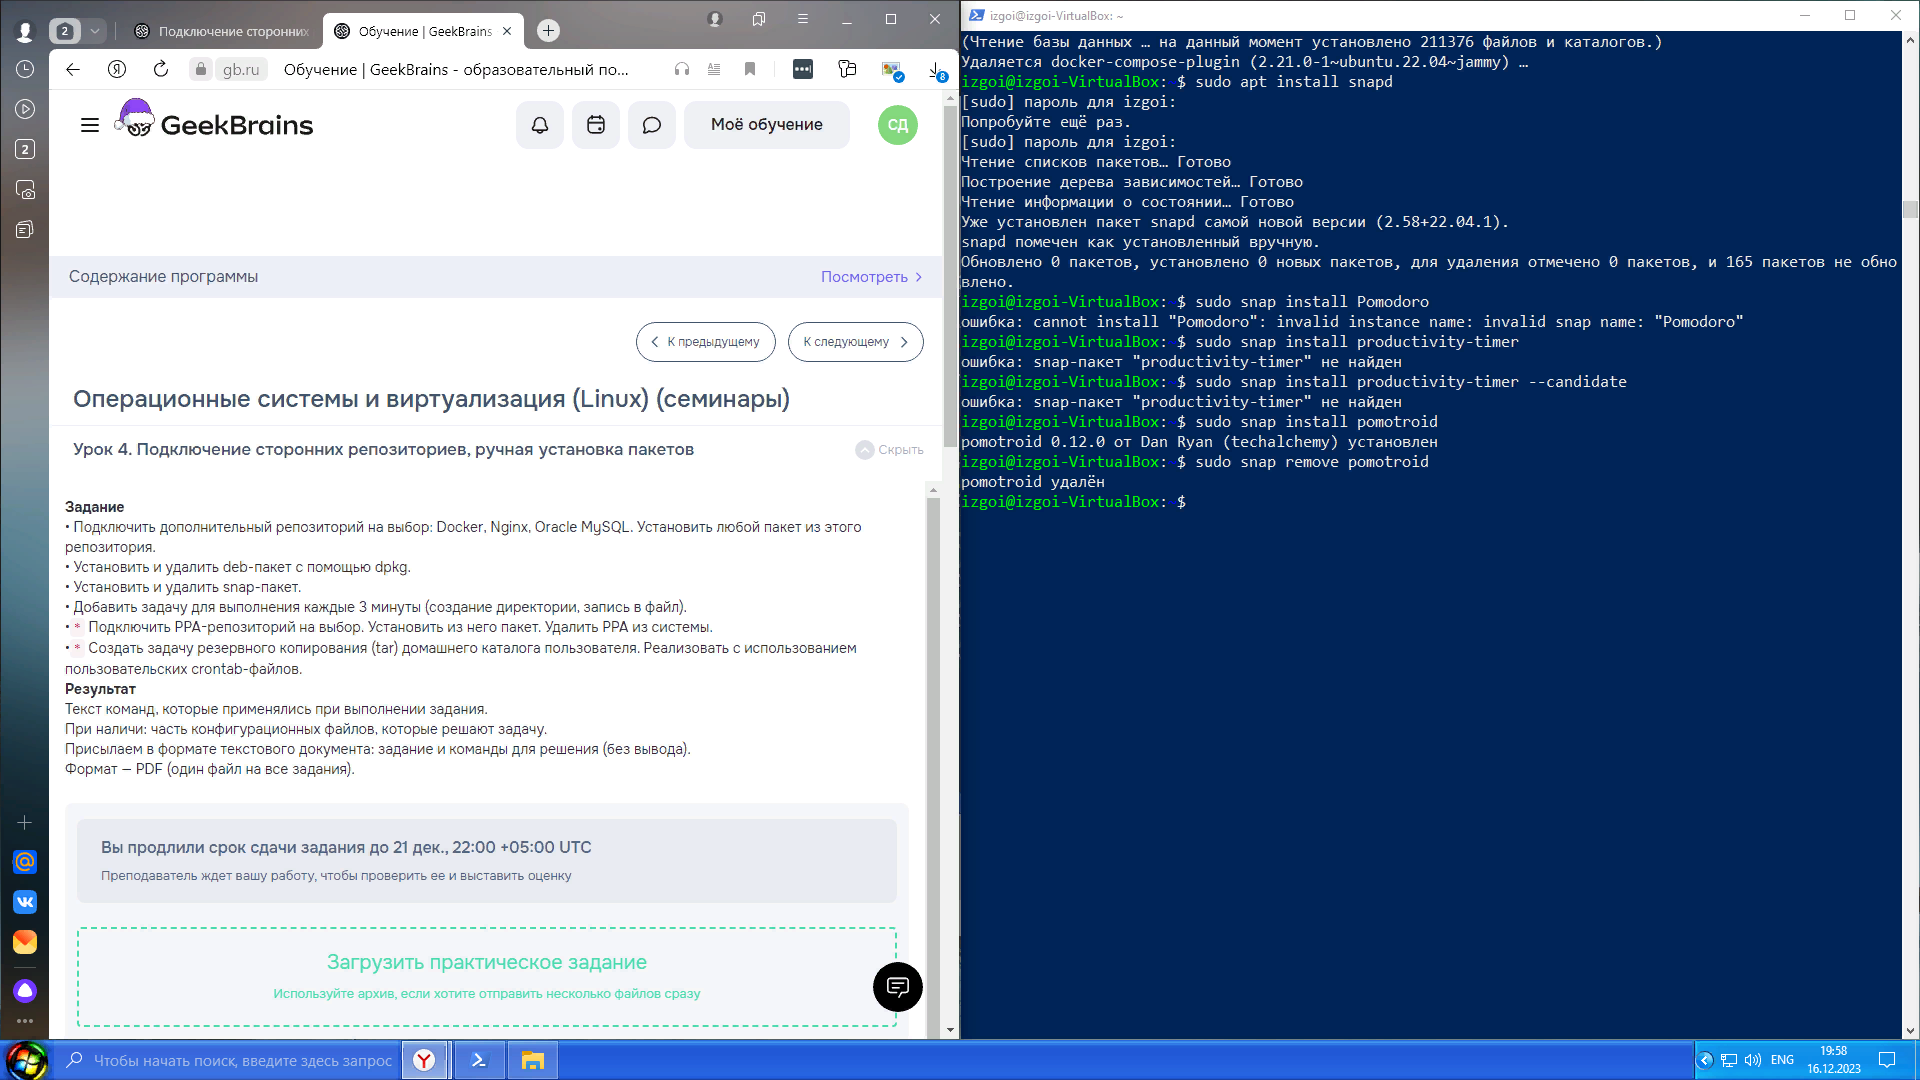 2
Подключение сторонних
Обучение | GeekBrains
gb.ru
Обучение | GeekBrains - образовательный по...
8
2
GeekBrains
Моё обучение
СД
Содержание программы
Посмотреть
К предыдущему
К следующему
Операционные системы и виртуализация (Linux) (семинары)
Урок 4. Подключение сторонних репозиториев, ручная установка пакетов
Скрыть
Задание
• Подключить дополнительный репозиторий на выбор: Docker, Nginx, Oracle MySQL. Установить любой пакет из этого
репозитория.
• Установить и удалить deb-пакет с помощью dpkg.
• Установить и удалить snap-пакет.
• Добавить задачу для выполнения каждые 3 минуты (создание директории, запись в файл).
• * Подключить PPA-репозиторий на выбор. Установить из него пакет. Удалить PPA из системы.
• * Создать задачу резервного копирования (tar) домашнего каталога пользователя. Реализовать с использованием
пользовательских crontab-файлов.
Результат
Текст команд, которые применялись при выполнении задания.
При наличи: часть конфигурационных файлов, которые решают задачу.
Присылаем в формате текстового документа: задание и команды для решения (без вывода).
Формат — PDF (один файл на все задания).
Вы продлили срок сдачи задания до 21 дек., 22:00 +05:00 UTC
Преподаватель ждет вашу работу, чтобы проверить ее и выставить оценку
Загрузить практическое задание
Используйте архив, если хотите отправить несколько файлов сразу
izgoi@izgoi-VirtualBox: ~
(Чтение базы данных … на данный момент установлено 211376 файлов и каталогов.)
Удаляется docker-compose-plugin (2.21.0-1~ubuntu.22.04~jammy) …
izgoi@izgoi-VirtualBox: $ sudo apt install snapd
[sudo] пароль для izgoi:
Попробуйте ещё раз.
[sudo] пароль для izgoi:
Чтение списков пакетов… Готово
Построение дерева зависимостей… Готово
Чтение информации о состоянии… Готово
Уже установлен пакет snapd самой новой версии (2.58+22.04.1).
snapd помечен как установленный вручную.
Обновлено 0 пакетов, установлено 0 новых пакетов, для удаления отмечено 0 пакетов, и 165 пакетов не обно
влено.
izgoi@izgoi-VirtualBox: $ sudo snap install Pomodoro
ошибка: cannot install "Pomodoro": invalid instance name: invalid snap name: "Pomodoro"
izgoi@izgoi-VirtualBox: $ sudo snap install productivity-timer
ошибка: snap-пакет "productivity-timer" не найден
izgoi@izgoi-VirtualBox: $ sudo snap install productivity-timer --candidate
ошибка: snap-пакет "productivity-timer" не найден
izgoi@izgoi-VirtualBox: $ sudo snap install pomotroid
pomotroid 0.12.0 от Dan Ryan (techalchemy) установлен
izgoi@izgoi-VirtualBox: $ sudo snap remove pomotroid
pomotroid удалён
izgoi@izgoi-VirtualBox: $
Чтобы начать поиск, введите здесь запрос
ENG
19:58
16.12.2023